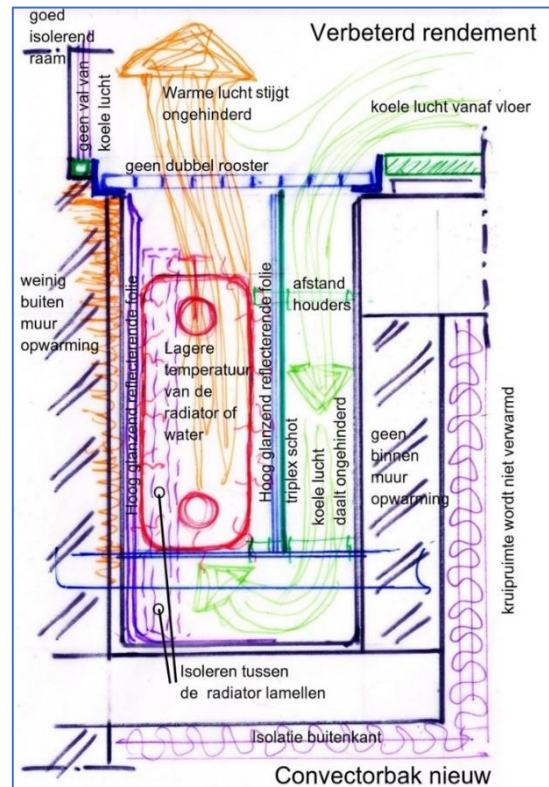 goed
isolerend
raam
Verbeterd rendement
geen val van
koele lucht
Warme lucht stijgt
ongehinderd
koele lucht vanaf vloer
geen dubbel rooster
weinig
buiten
muur
opwarming
Hoog glanzend reflecterende folie
Lagere
temperatuur
van de
radiator of
water
Hoog glanzend reflecterende folie
triplex schot
afstand
houders
koele lucht
daalt ongehinderd
geen
binnen
muur
opwarming
kruipruimte wordt niet verwarmd
Isoleren tussen
de radiator lamellen
Isolatie buitenkant
Convectorbak nieuw